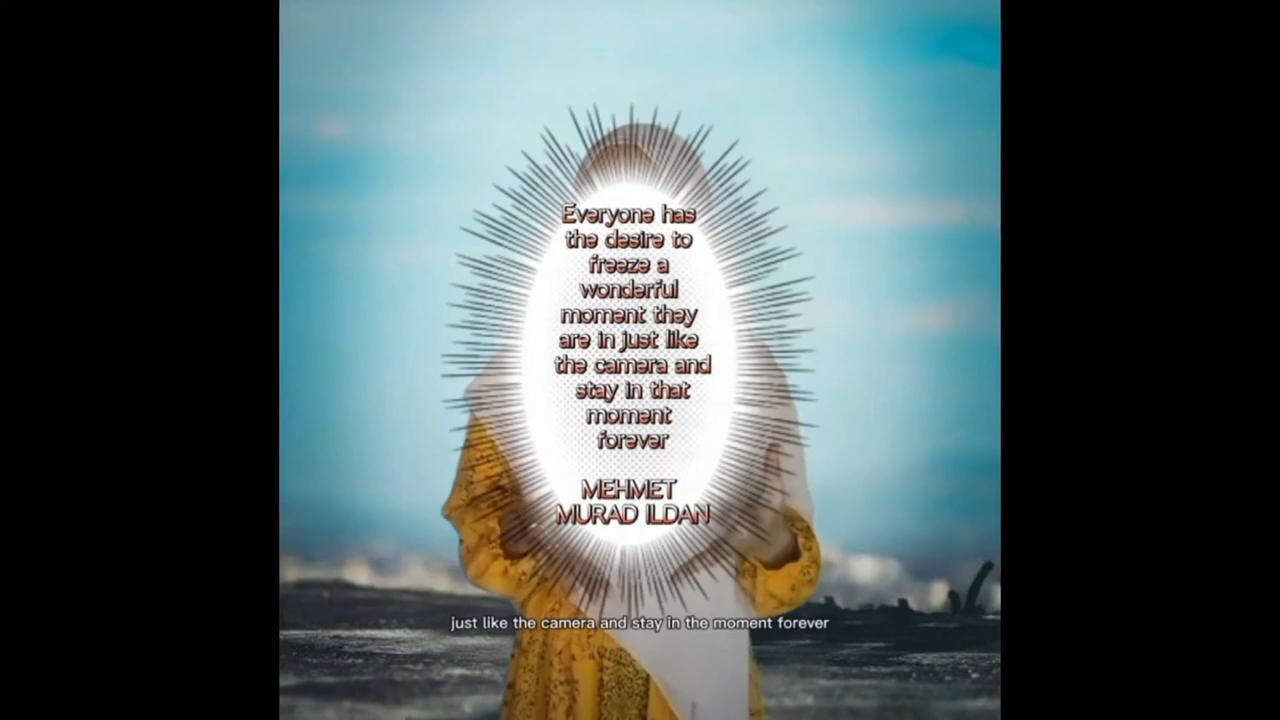 Everyone has
the desire to
freeze a
wonderful
moment they
are in just like
the camera and
stay in that
moment
forever
MEHMET
MURAD ILDAN
just like the camera and stay in the moment forever